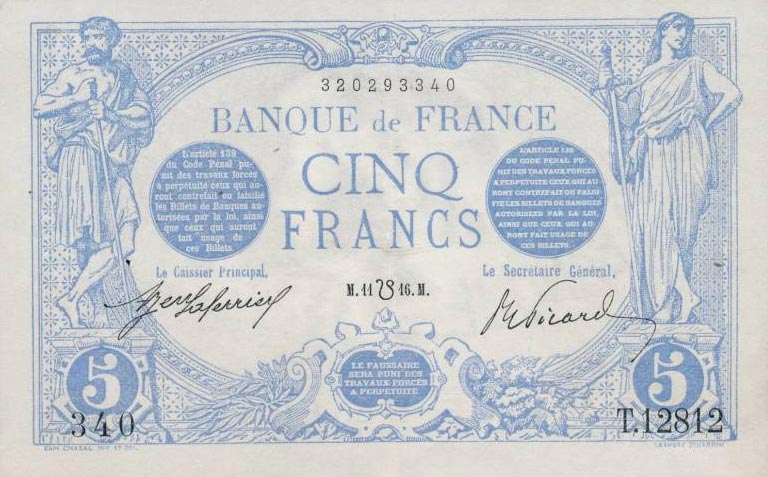 320293340
BANQUE de FRANCE
CINQ
FRANCS
L'article 139
du Code Pénal pu-
nit des travaux forcés
à perpétuité ceux qui au-
ront contrefait ou falsifié
les Billets de Banques au-
torisées par la loi, ainsi
que ceux qui auront
fait usage de
ces Billets.
L'ARTICLE 139
DU CODE PÉNAL PU-
NIT DES TRAVAUX FORCÉS
A PERPÉTUITÉ CEUX QUI AU-
RONT CONTREFAIT OU FALSI-
FIÉ LES BILLETS DE BANQUES
AUTORISÉES PAR LA LOI,
AINSI QUE CEUX QUI AU-
RONT FAIT USAGE DE
CES BILLETS.
Le Caissier Principal,
Le Secrétaire Général,
M.11 16.M.
Picard
LE FAUSSAIRE
SERA PUNI DES
TRAVAUX FORCÉS
A PERPÉTUITÉ
5
5
340
T.12812